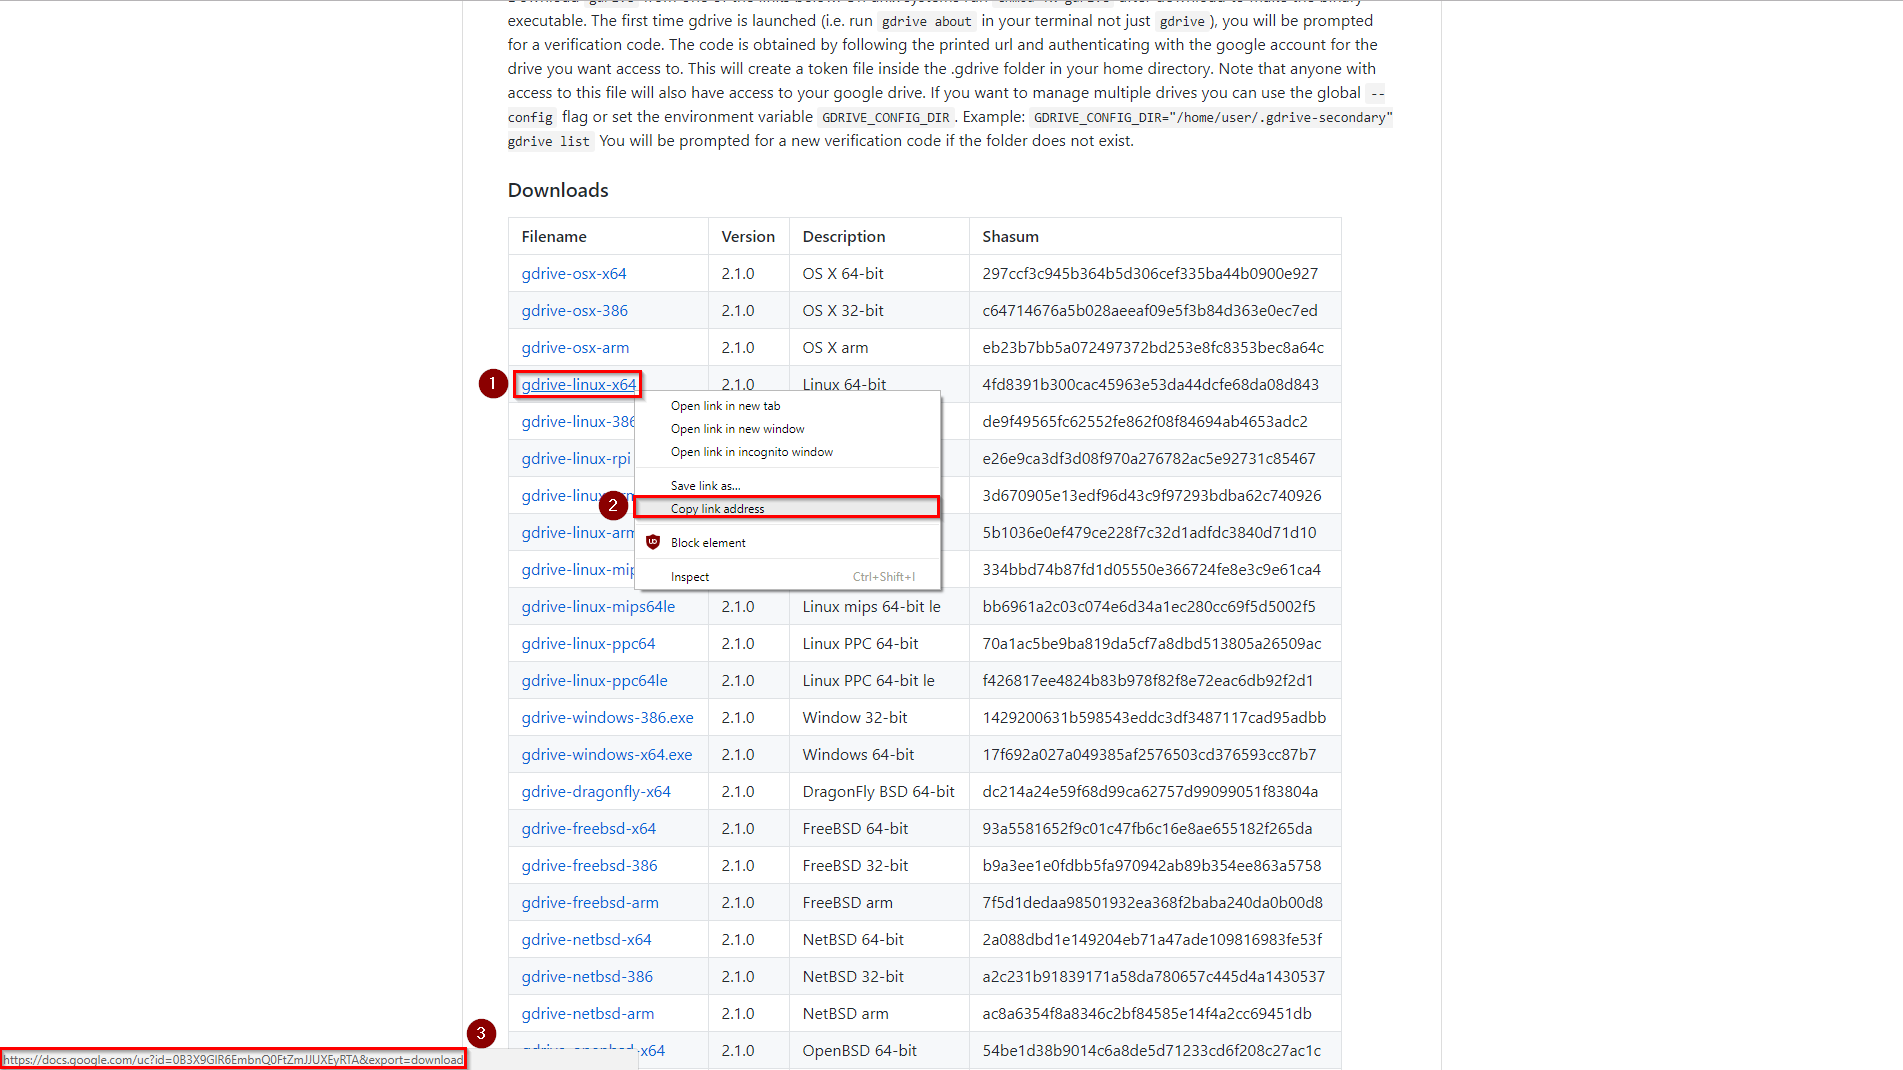 executable. The first time gdrive is launched (i.e. run gdrive about in your terminal not just gdrive ), you will be prompted
for a verification code. The code is obtained by following the printed url and authenticating with the google account for the
drive you want access to. This will create a token file inside the .gdrive folder in your home directory. Note that anyone with
access to this file will also have access to your google drive. If you want to manage multiple drives you can use the global --
config flag or set the environment variable GDRIVE_CONFIG_DIR . Example: GDRIVE_CONFIG_DIR="/home/user/.gdrive-secondary"
gdrive list You will be prompted for a new verification code if the folder does not exist.
Downloads
Filename Version Description Shasum
gdrive-osx-x64 2.1.0 OS X 64-bit 297ccf3c945b364b5d306cef335ba44b0900e927
gdrive-osx-386 2.1.0 OS X 32-bit c64714676a5b028aeeaf09e5f3b84d363e0ec7ed
gdrive-osx-arm 2.1.0 OS X arm eb23b7bb5a072497372bd253e8fc8353bec8a64c
1 gdrive-linux-x64 2.1.0 Linux 64-bit 4fd8391b300cac45963e53da44dcfe68da08d843
gdrive-linux-386 de9f49565fc62552fe862f08f84694ab4653adc2
gdrive-linux-rpi e26e9ca3df3d08f970a276782ac5e92731c85467
gdrive-linux- 3d670905e13edf96d43c9f97293bdba62c740926
gdrive-linux-arm 5b1036e0ef479ce228f7c32d1adfdc3840d71d10
gdrive-linux-mip 334bbd74b87fd1d05550e366724fe8e3c9e61ca4
Open link in new tab
Open link in new window
Open link in incognito window
Save link as...
2 Copy link address
Block element
Inspect Ctrl+Shift+I
gdrive-linux-mips64le 2.1.0 Linux mips 64-bit le bb6961a2c03c074e6d34a1ec280cc69f5d5002f5
gdrive-linux-ppc64 2.1.0 Linux PPC 64-bit 70a1ac5be9ba819da5cf7a8dbd513805a26509ac
gdrive-linux-ppc64le 2.1.0 Linux PPC 64-bit le f426817ee4824b83b978f82f8e72eac6db92f2d1
gdrive-windows-386.exe 2.1.0 Window 32-bit 1429200631b598543eddc3df3487117cad95adbb
gdrive-windows-x64.exe 2.1.0 Windows 64-bit 17f692a027a049385af2576503cd376593cc87b7
gdrive-dragonfly-x64 2.1.0 DragonFly BSD 64-bit dc214a24e59f68d99ca62757d99099051f83804a
gdrive-freebsd-x64 2.1.0 FreeBSD 64-bit 93a5581652f9c01c47fb6c16e8ae655182f265da
gdrive-freebsd-386 2.1.0 FreeBSD 32-bit b9a3ee1e0fdbb5fa970942ab89b354ee863a5758
gdrive-freebsd-arm 2.1.0 FreeBSD arm 7f5d1dedaa98501932ea368f2baba240da0b00d8
gdrive-netbsd-x64 2.1.0 NetBSD 64-bit 2a088dbd1e149204eb71a47ade109816983fe53f
gdrive-netbsd-386 2.1.0 NetBSD 32-bit a2c231b91839171a58da780657c445d4a1430537
gdrive-netbsd-arm 2.1.0 NetBSD arm ac8a6354f8a8346c2bf84585e14f4a2cc69451db
-x64 2.1.0 OpenBSD 64-bit 54be1d38b9014c6a8de5d71233cd6f208c27ac1c
3
https://docs.google.com/uc?id=0B3X9GlR6EmbnQ0FtZmJJUXEyRTA&export=download